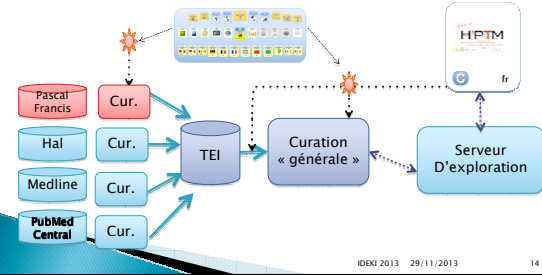 HPTM
C fr
Pascal
Francis
Cur.
Hal
Cur.
Medline
Cur.
PubMed
Central
Cur.
TEI
Curation
« générale »
Serveur
D'exploration
IDEKI 2013 29/11/2013 14